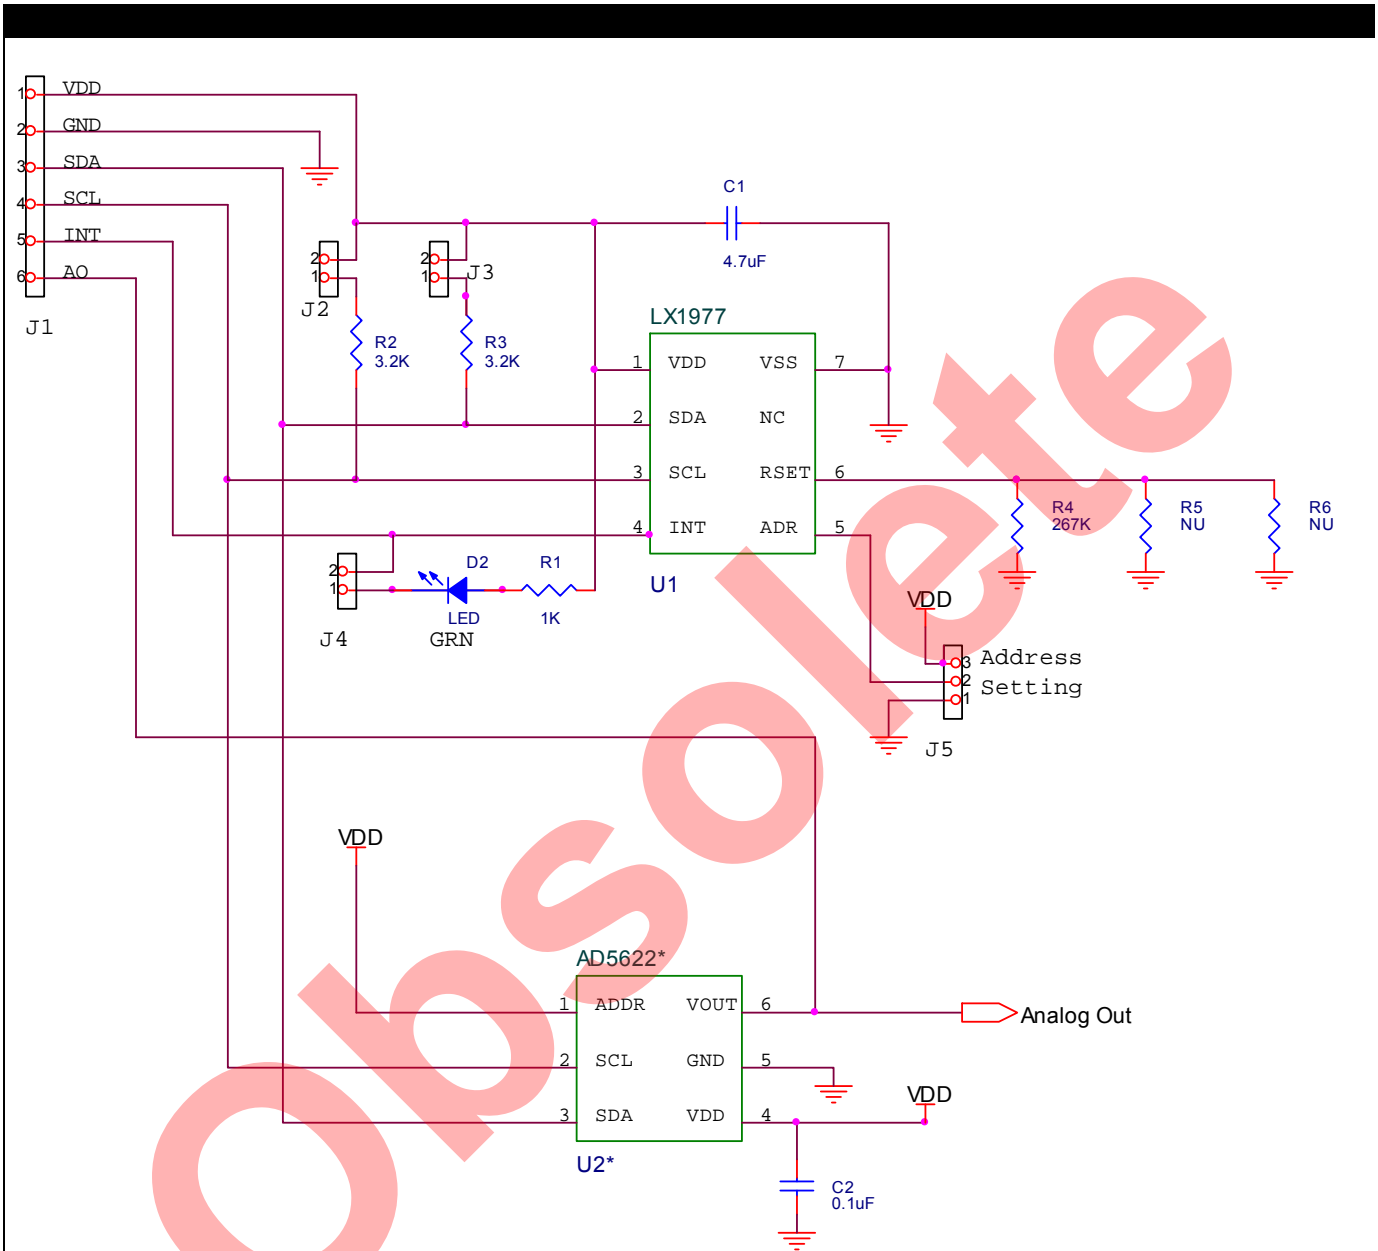 1 VDD
2 GND
3 SDA
4 SCL
5 INT
6 AO
J1
C1
4.7uF
2
1
J2
2
1
J3
R2
3.2K
R3
3.2K
LX1977
1 VDD VSS 7
2 SDA NC
3 SCL RSET 6
4 INT ADR 5
U1
R4
267K
R5
NU
R6
NU
2
1
J4
D2
LED
GRN
R1
1K
VDD
3 Address
2 Setting
1
J5
VDD
AD5622*
1 ADDR VOUT 6
2 SCL GND 5
3 SDA VDD 4
U2*
Analog Out
VDD
C2
0.1uF
Obsolete